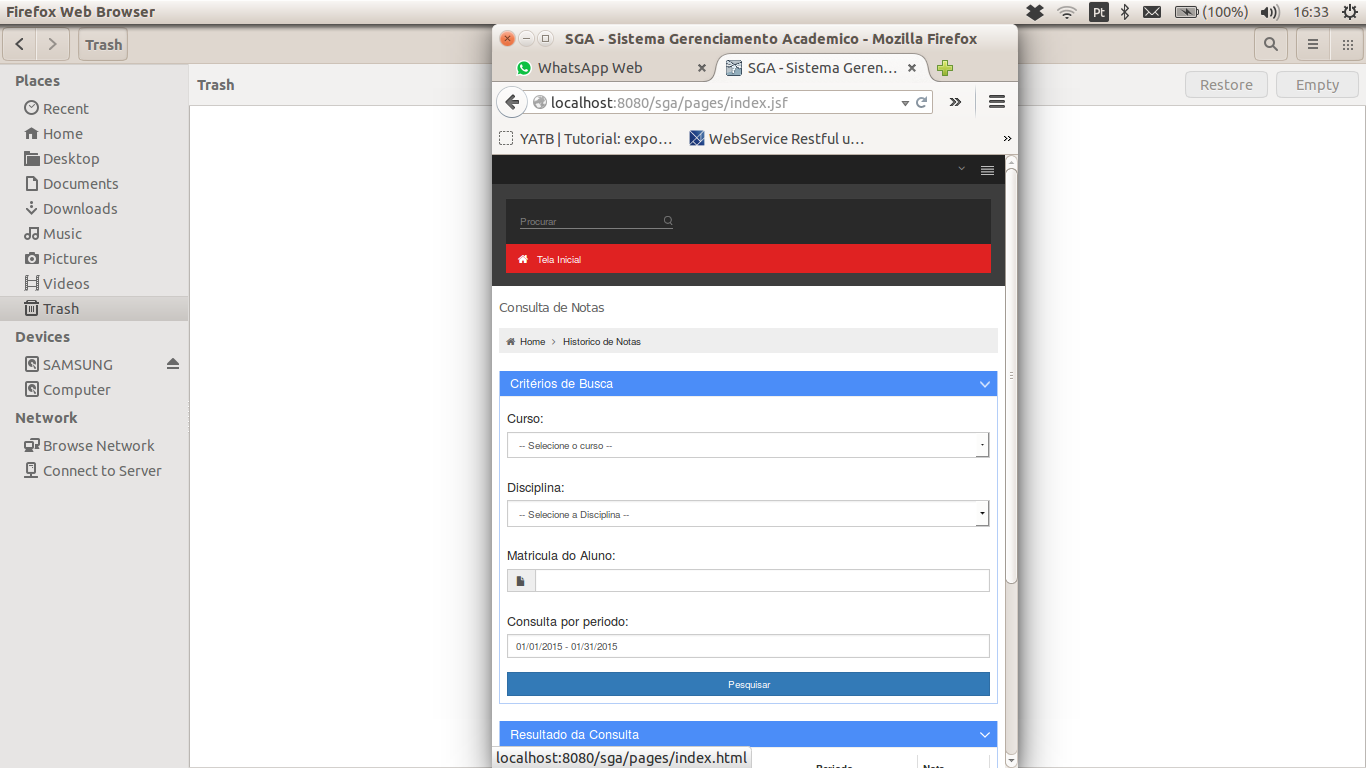 Firefox Web Browser
Pt
(100%)
16:33
Trash
Places
Recent
Home
Desktop
Documents
Downloads
Music
Pictures
Videos
Trash
Devices
SAMSUNG
Computer
Network
Browse Network
Connect to Server
Trash
Restore
Empty
SGA - Sistema Gerenciamento Academico - Mozilla Firefox
WhatsApp Web
SGA - Sistema Geren...
localhost:8080/sga/pages/index.jsf
YATB | Tutorial: expo...
WebService Restful u...
Procurar
Tela Inicial
Consulta de Notas
Home > Historico de Notas
Critérios de Busca
Curso:
-- Selecione o curso --
Disciplina:
-- Selecione a Disciplina --
Matricula do Aluno:
Consulta por periodo:
01/01/2015 - 01/31/2015
Pesquisar
Resultado da Consulta
Periodo
Nota
localhost:8080/sga/pages/index.html